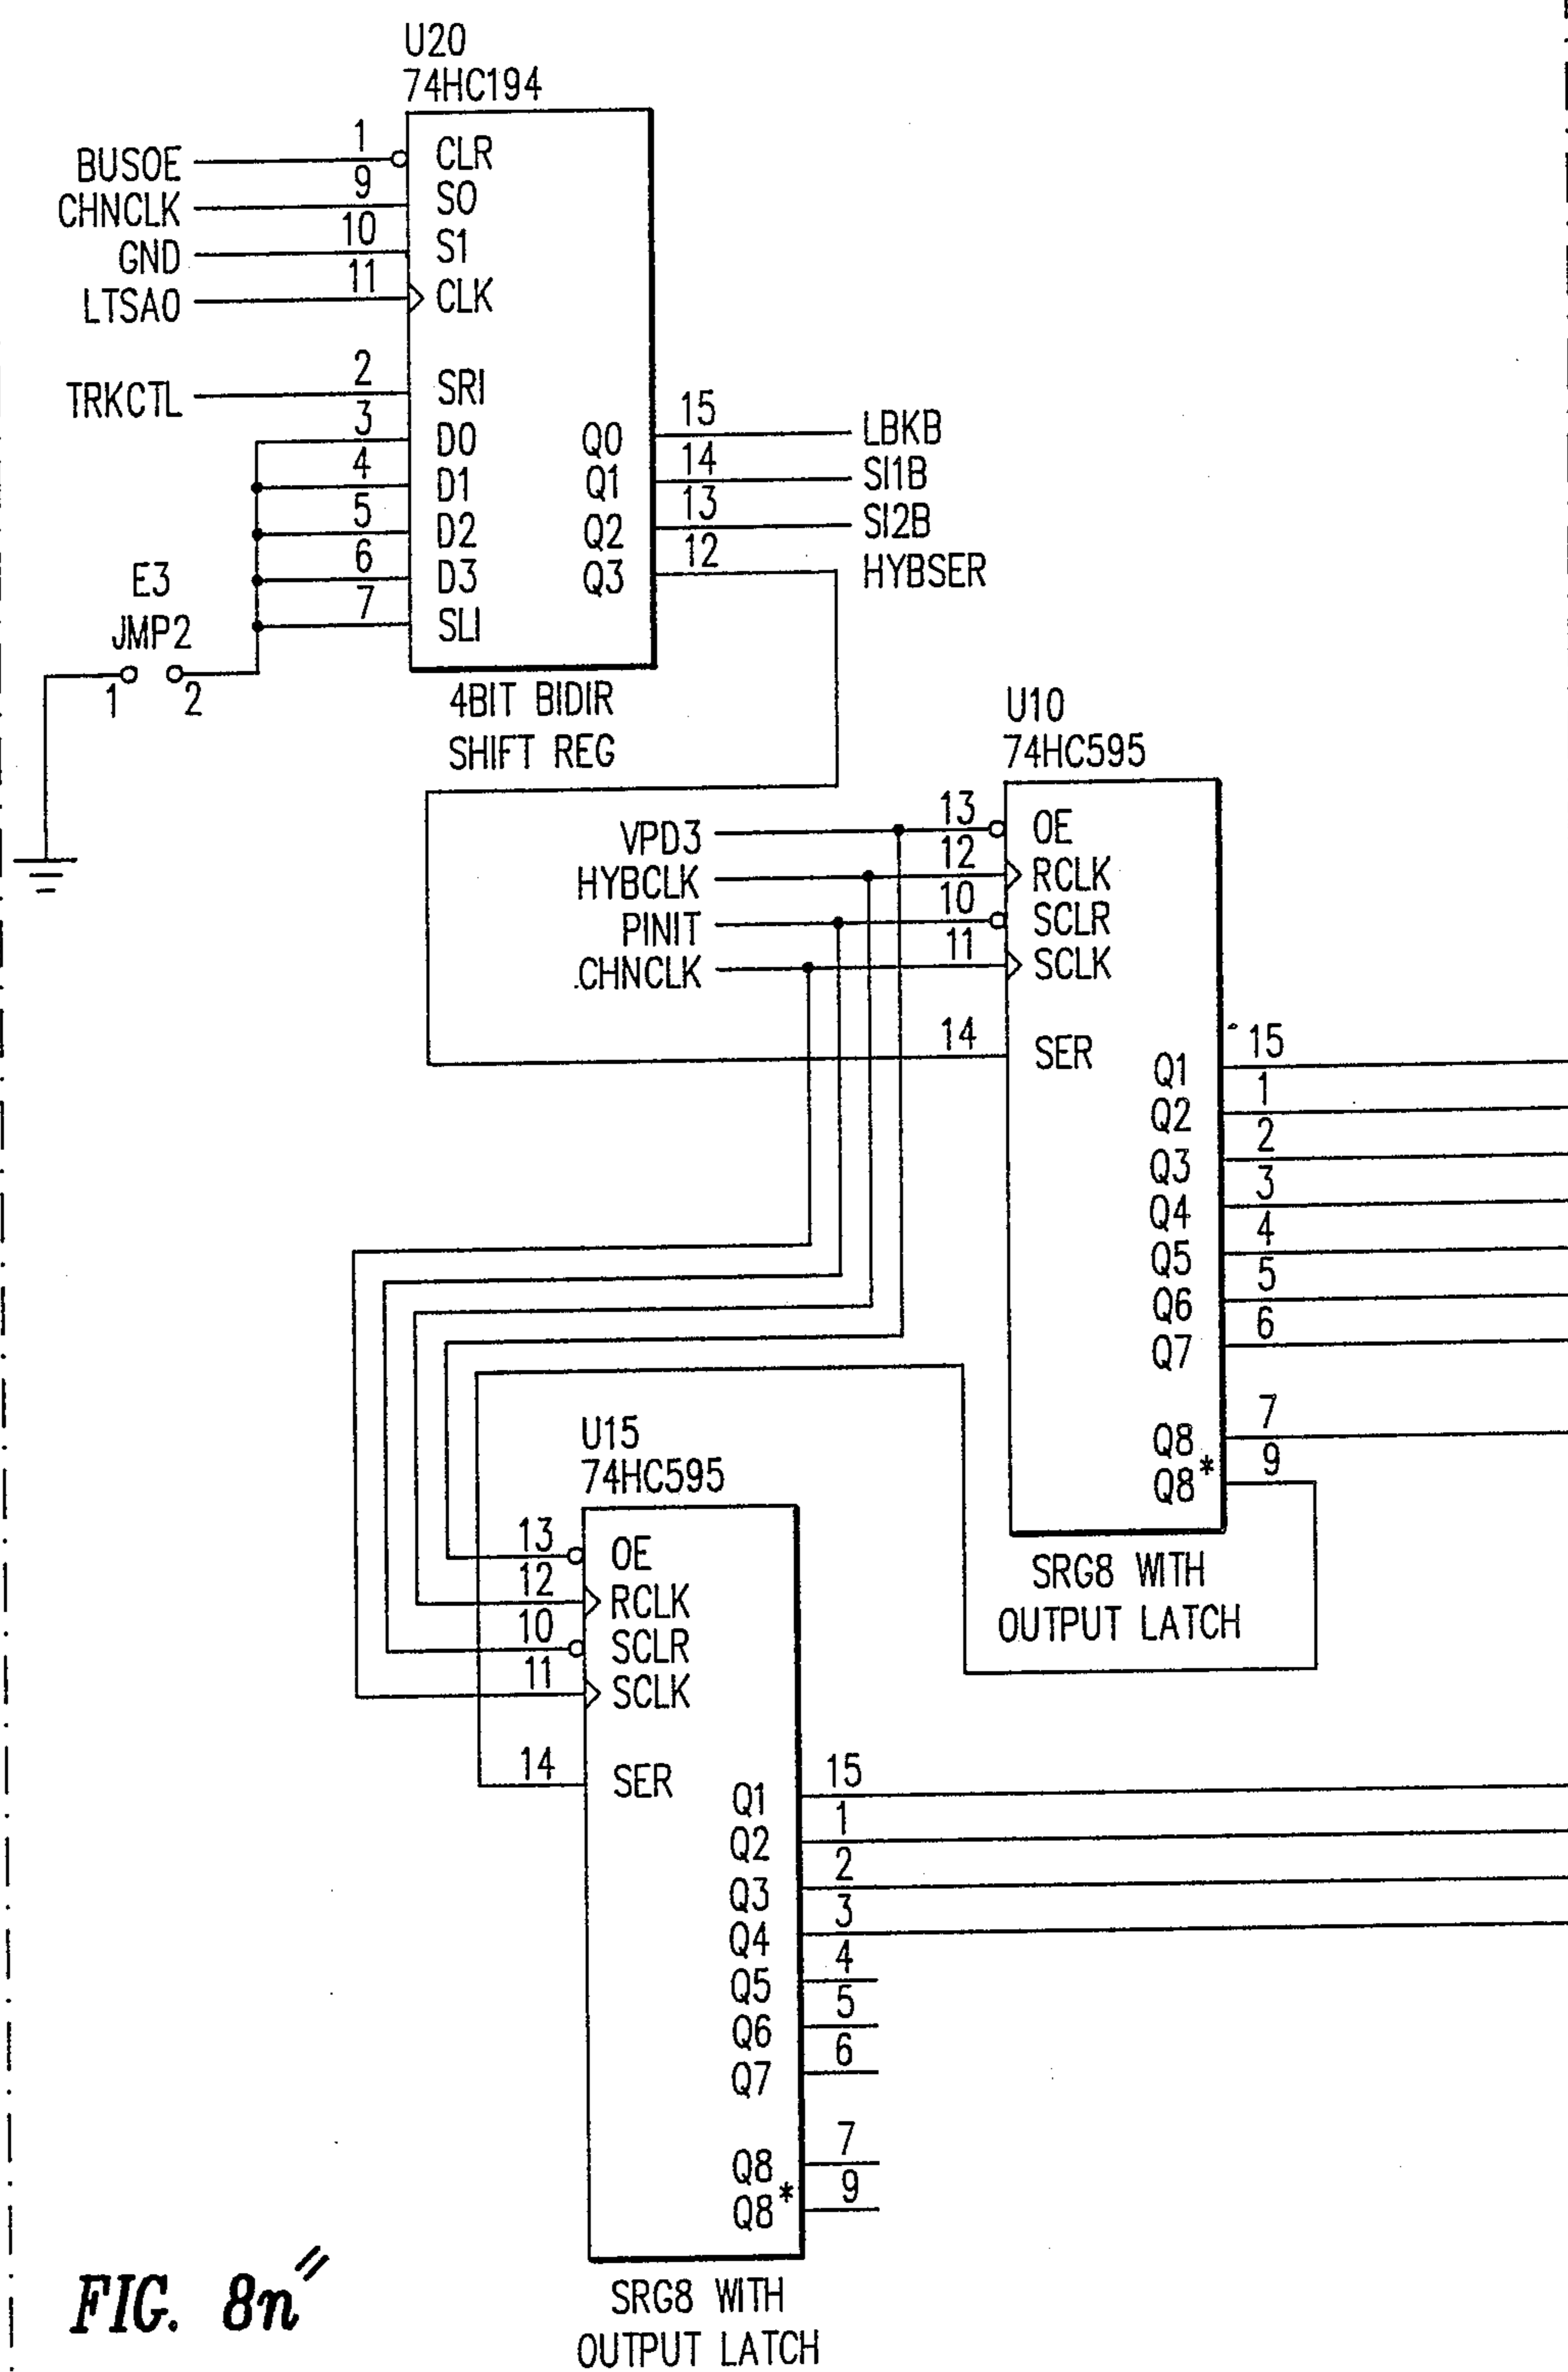 U20
74HC194
BUSOE 1 CLR
CHNCLK 9 S0
GND 10 S1
LTSA0 11 CLK
TRKCTL 2 SRI
3 D0 Q0 15 LBKB
4 D1 Q1 14 SI1B
5 D2 Q2 13 SI2B
6 D3 Q3 12 HYBSER
7 SLI
E3
JMP2
1 2
4BIT BIDIR
SHIFT REG
U10
74HC595
VPD3 13 OE
HYBCLK 12 RCLK
PINIT 10 SCLR
CHNCLK 11 SCLK
14 SER
Q1 15
Q2 1
Q3 2
Q4 3
Q5 4
Q6 5
Q7 6
Q8 7
Q8* 9
SRG8 WITH
OUTPUT LATCH
U15
74HC595
13 OE
12 RCLK
10 SCLR
11 SCLK
14 SER
Q1 15
Q2 1
Q3 2
Q4 3
Q5 4
Q6 5
Q7 6
Q8 7
Q8* 9
SRG8 WITH
OUTPUT LATCH
FIG. 8n"